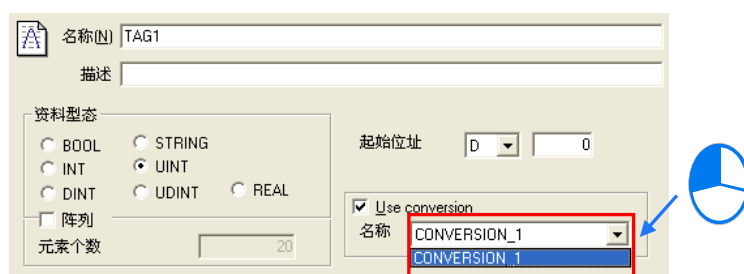 名称(N) TAG1
描述
资料型态
BOOL STRING
INT UINT
DINT UDINT REAL
阵列
元素个数 20
起始位址 D 0
Use conversion
名称 CONVERSION_1
CONVERSION_1